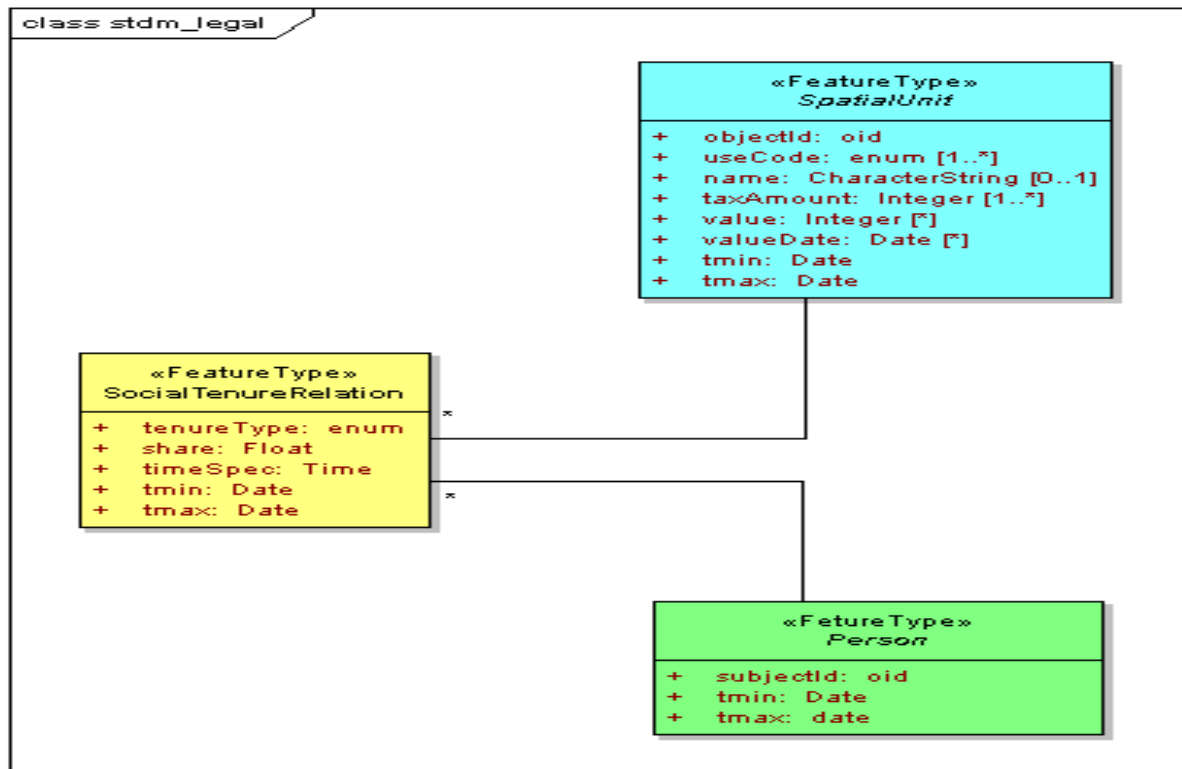 class stdm_legal
«FeatureType»
SpatialUnit
+ objectId: oid
+ useCode: enum [1..*]
+ name: CharacterString [0..1]
+ taxAmount: Integer [1..*]
+ value: Integer [*]
+ valueDate: Date [*]
+ tmin: Date
+ tmax: Date
«FeatureType»
SocialTenureRelation
+ tenureType: enum
+ share: Float
+ timeSpec: Time
+ tmin: Date
+ tmax: Date
*
*
«FetureType»
Person
+ subjectId: oid
+ tmin: Date
+ tmax: date